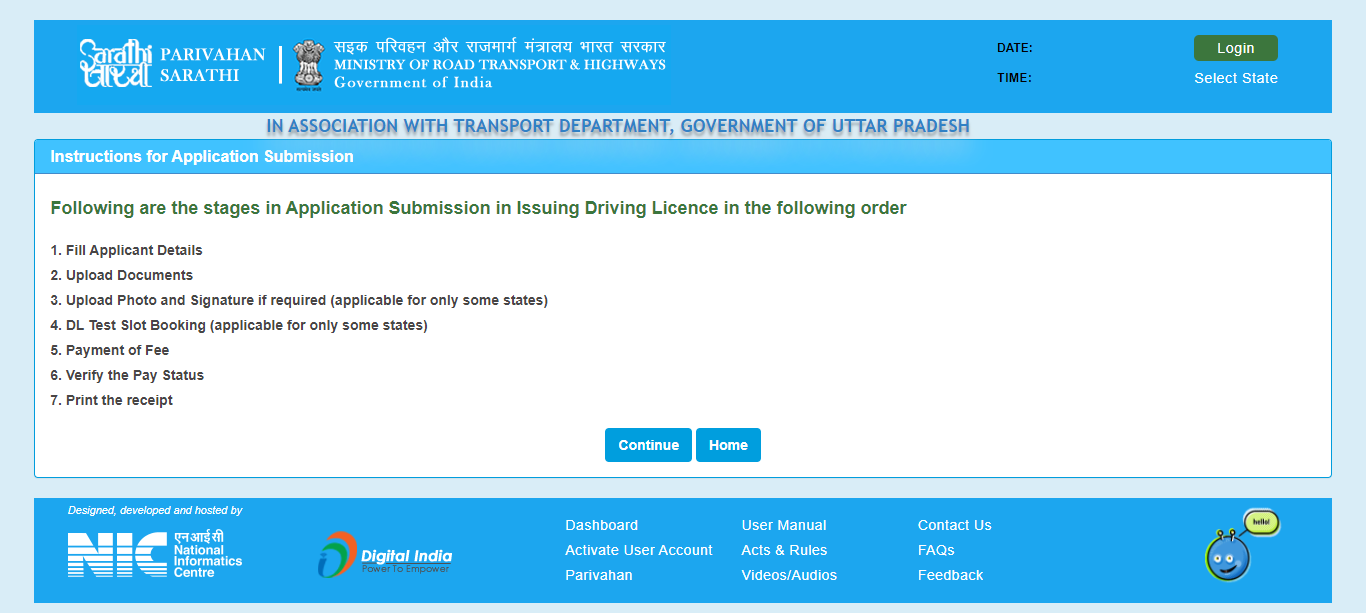 Sarathi
सारथी
PARIVAHAN
SARATHI
सड़क परिवहन और राजमार्ग मंत्रालय भारत सरकार
MINISTRY OF ROAD TRANSPORT & HIGHWAYS
Government of India
DATE:
TIME:
Login
Select State
IN ASSOCIATION WITH TRANSPORT DEPARTMENT, GOVERNMENT OF UTTAR PRADESH
Instructions for Application Submission
Following are the stages in Application Submission in Issuing Driving Licence in the following order
1. Fill Applicant Details
2. Upload Documents
3. Upload Photo and Signature if required (applicable for only some states)
4. DL Test Slot Booking (applicable for only some states)
5. Payment of Fee
6. Verify the Pay Status
7. Print the receipt
Continue Home
Designed, developed and hosted by
NIC
एन आई सी
National
Informatics
Centre
Digital India
Power To Empower
Dashboard
Activate User Account
Parivahan
User Manual
Acts & Rules
Videos/Audios
Contact Us
FAQs
Feedback
hello!